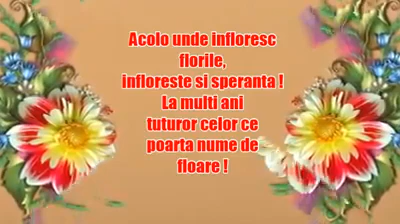 Acolo unde infloresc
florile,
infloreste si speranta !
La multi ani
tuturor celor ce
poarta nume de
floare !